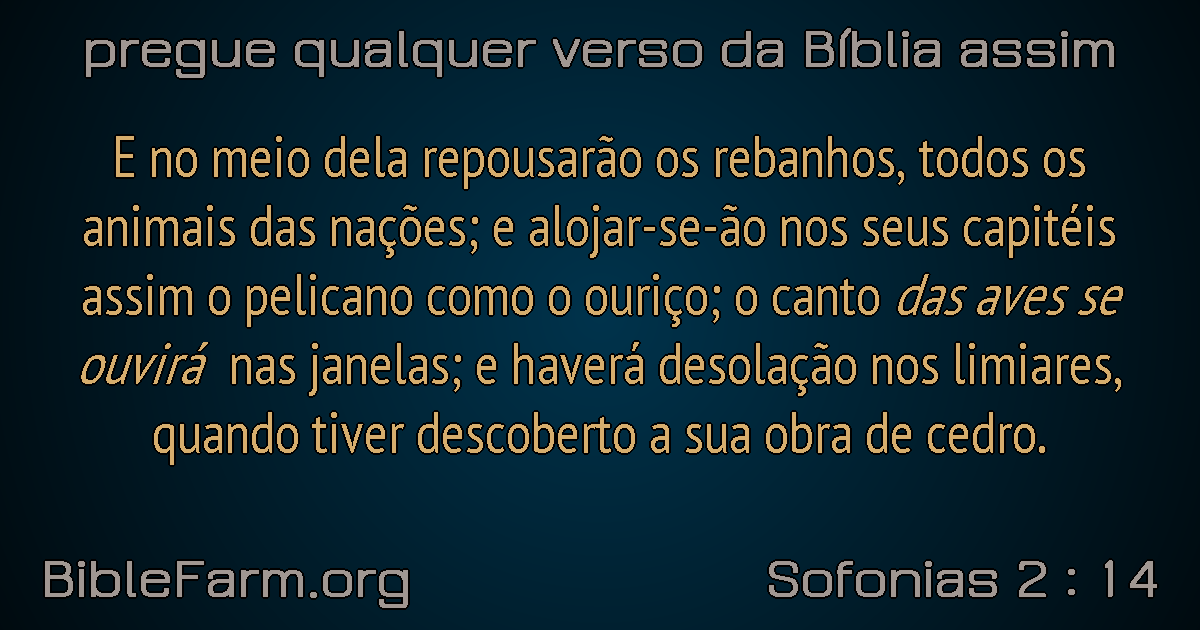 pregue qualquer verso da Bíblia assim
E no meio dela repousarão os rebanhos, todos os
animais das nações; e alojar-se-ão nos seus capitéis
assim o pelicano como o ouriço; o canto das aves se
ouvirá nas janelas; e haverá desolação nos limiares,
quando tiver descoberto a sua obra de cedro.
BibleFarm.org
Sofonias 2 : 14